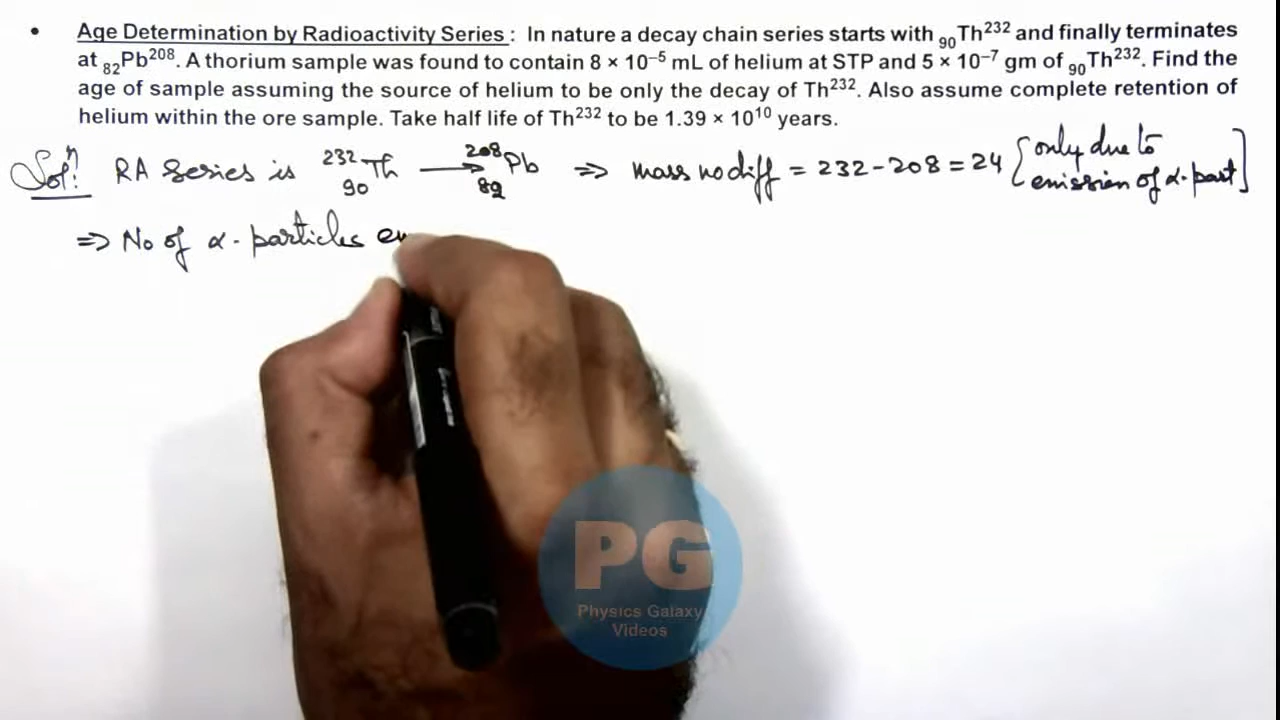 • Age Determination by Radioactivity Series : In nature a decay chain series starts with ₉₀Th²³² and finally terminates
at ₈₂Pb²⁰⁸. A thorium sample was found to contain 8 × 10⁻⁵ mL of helium at STP and 5 × 10⁻⁷ gm of ₉₀Th²³². Find the
age of sample assuming the source of helium to be only the decay of Th²³². Also assume complete retention of
helium within the ore sample. Take half life of Th²³² to be 1.39 × 10¹⁰ years.
Solⁿ: RA Series is ²³²₉₀Th ⟶ ²⁰⁸₈₂Pb ⇒ mass no diff = 232 - 208 = 24 [only due to
emission of α-part]
⇒ No of α-particles em
PG
Physics Galaxy
Videos